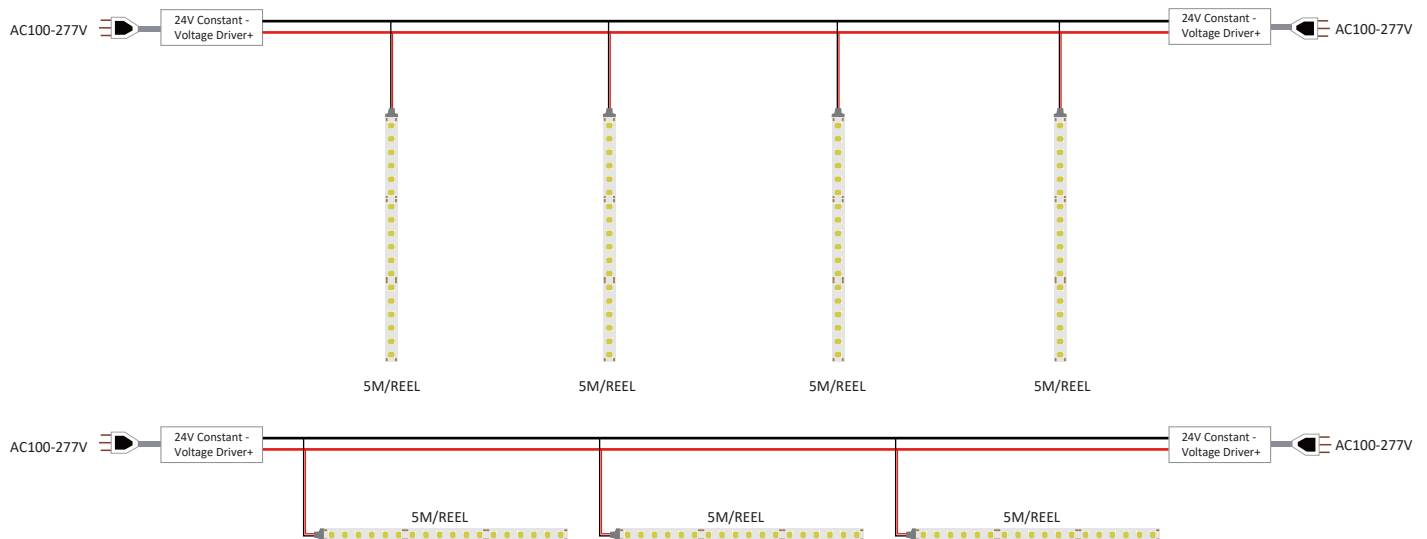 AC100-277V
24V Constant -
Voltage Driver+
24V Constant -
Voltage Driver+
AC100-277V
5M/REEL
5M/REEL
5M/REEL
5M/REEL
AC100-277V
24V Constant -
Voltage Driver+
24V Constant -
Voltage Driver+
AC100-277V
5M/REEL
5M/REEL
5M/REEL